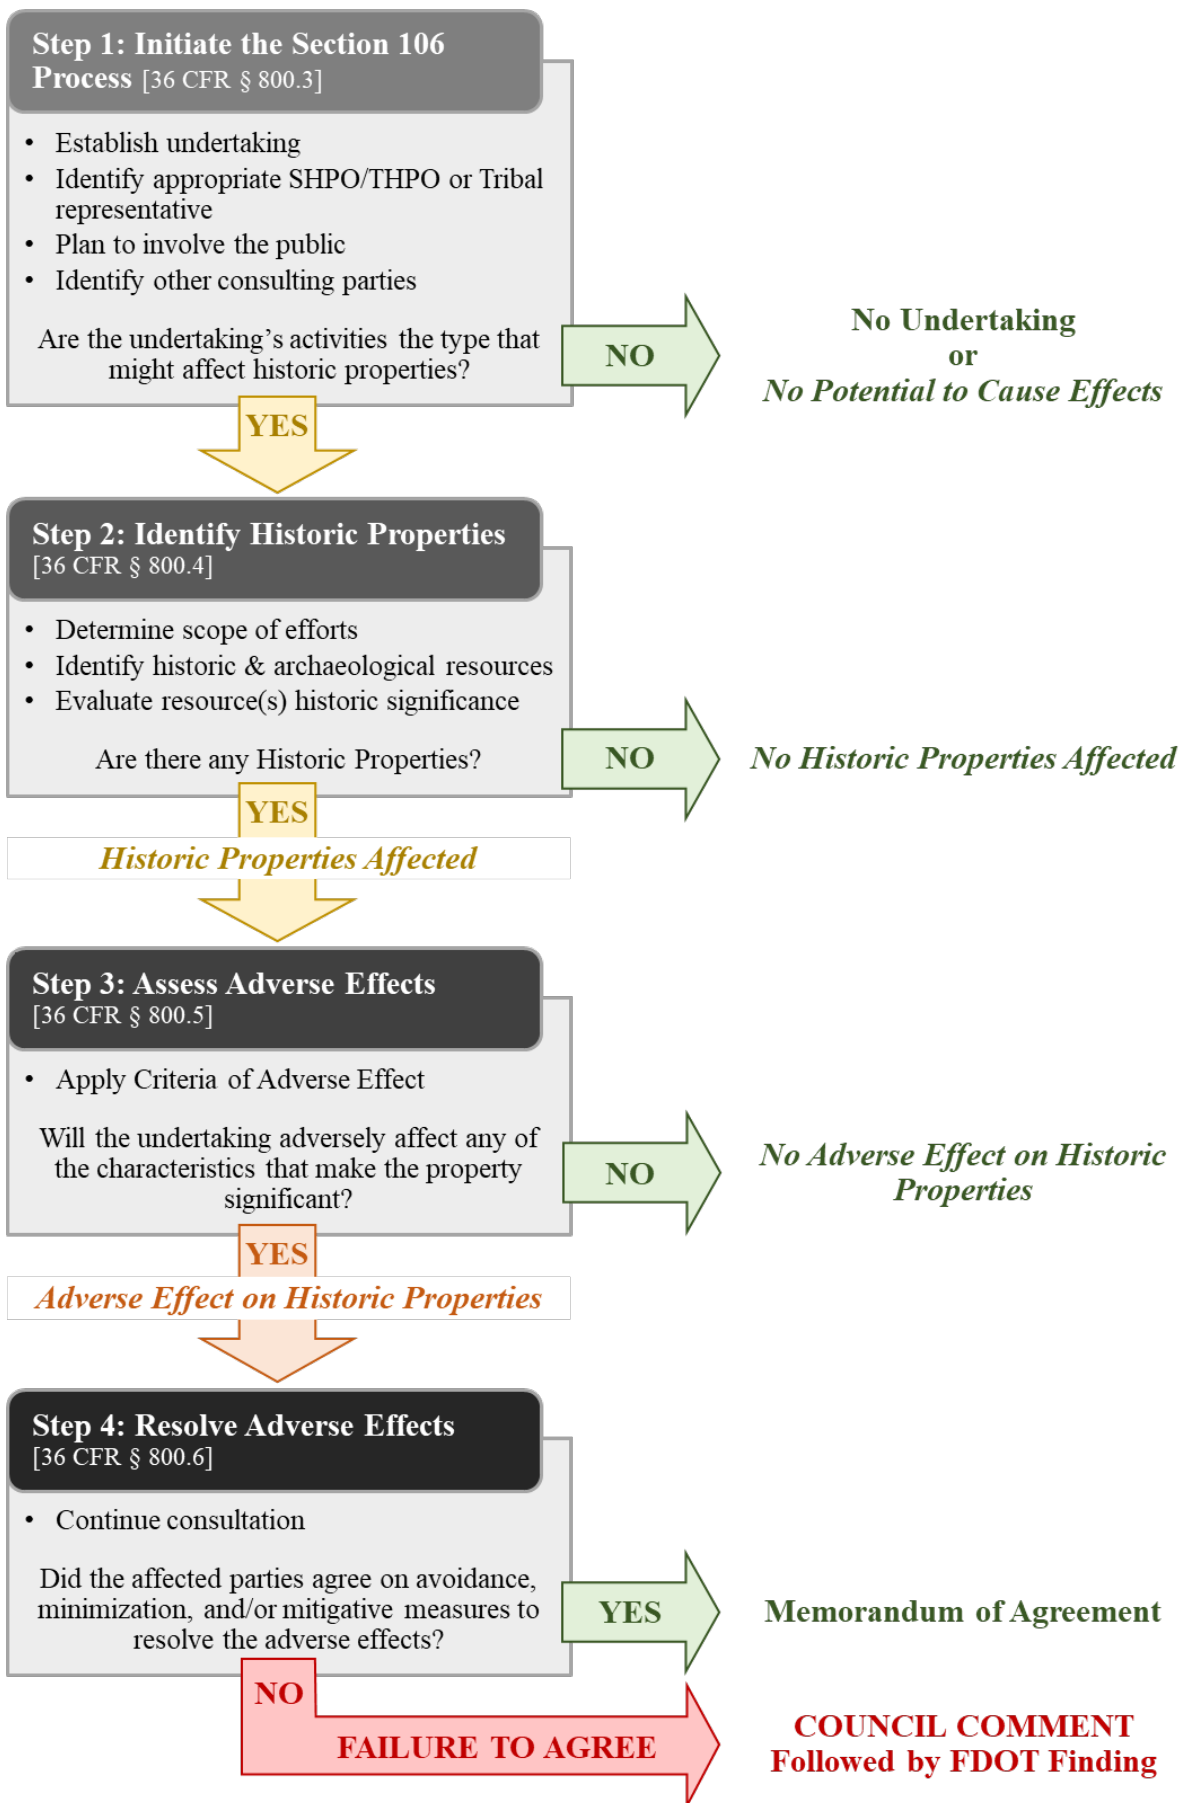 Step 1: Initiate the Section 106
Process [36 CFR § 800.3]
• Establish undertaking
• Identify appropriate SHPO/THPO or Tribal
representative
• Plan to involve the public
• Identify other consulting parties
Are the undertaking’s activities the type that
might affect historic properties?
NO
No Undertaking
or
No Potential to Cause Effects
YES
Step 2: Identify Historic Properties
[36 CFR § 800.4]
• Determine scope of efforts
• Identify historic & archaeological resources
• Evaluate resource(s) historic significance
Are there any Historic Properties?
NO
No Historic Properties Affected
YES
Historic Properties Affected
Step 3: Assess Adverse Effects
[36 CFR § 800.5]
• Apply Criteria of Adverse Effect
Will the undertaking adversely affect any of
the characteristics that make the property
significant?
NO
No Adverse Effect on Historic
Properties
YES
Adverse Effect on Historic Properties
Step 4: Resolve Adverse Effects
[36 CFR § 800.6]
• Continue consultation
Did the affected parties agree on avoidance,
minimization, and/or mitigative measures to
resolve the adverse effects?
YES
Memorandum of Agreement
NO
FAILURE TO AGREE
COUNCIL COMMENT
Followed by FDOT Finding